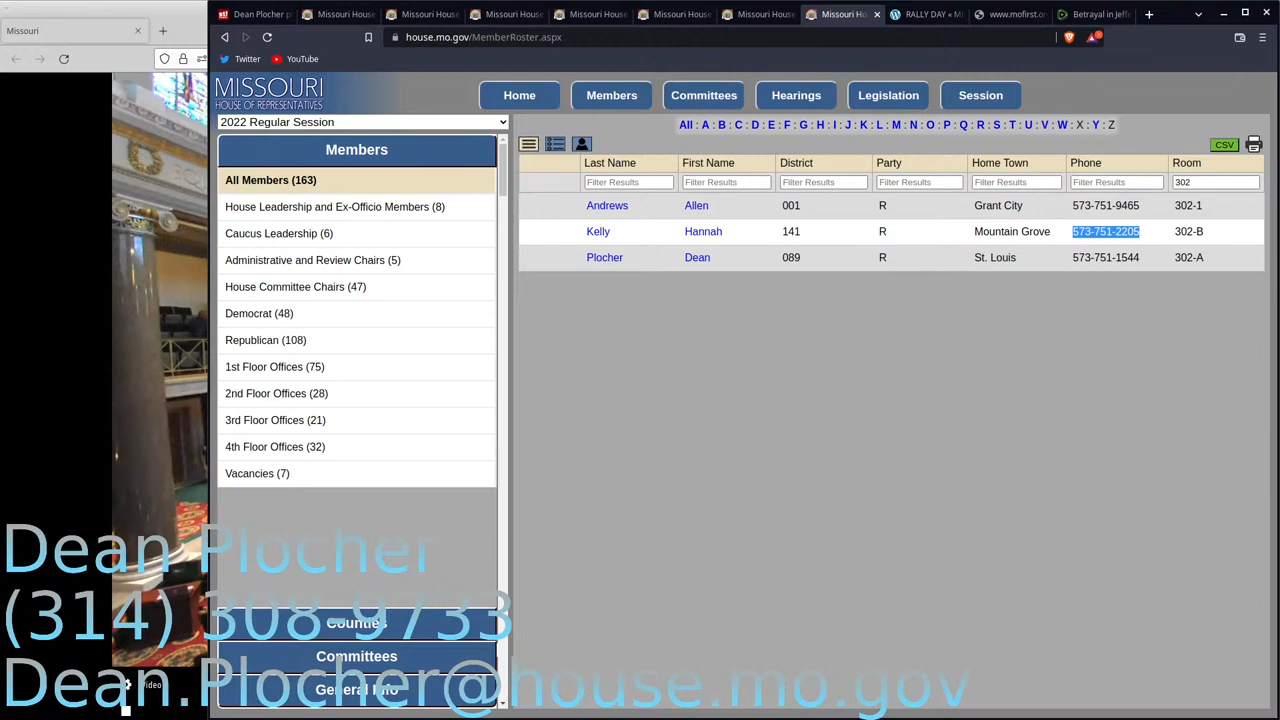 Missouri
Dean Plocher p
Missouri House
Missouri House
Missouri House
Missouri House
Missouri House
Missouri House
Missouri Ho
RALLY DAY « M
www.mofirst.or
Betrayal in Jeff
house.mo.gov/MemberRoster.aspx
Twitter
YouTube
MISSOURI
HOUSE OF REPRESENTATIVES
Home
Members
Committees
Hearings
Legislation
Session
2022 Regular Session
All : A : B : C : D : E : F : G : H : I : J : K : L : M : N : O : P : Q : R : S : T : U : V : W : X : Y : Z
Members
CSV
Last Name First Name District Party Home Town Phone Room
Filter Results Filter Results Filter Results Filter Results Filter Results Filter Results 302
Andrews Allen 001 R Grant City 573-751-9465 302-1
Kelly Hannah 141 R Mountain Grove 573-751-2205 302-B
Plocher Dean 089 R St. Louis 573-751-1544 302-A
All Members (163)
House Leadership and Ex-Officio Members (8)
Caucus Leadership (6)
Administrative and Review Chairs (5)
House Committee Chairs (47)
Democrat (48)
Republican (108)
1st Floor Offices (75)
2nd Floor Offices (28)
3rd Floor Offices (21)
4th Floor Offices (32)
Vacancies (7)
Counties
Committees
General Info
Video
Dean Plocher
(314) 308-9733
Dean.Plocher@house.mo.gov